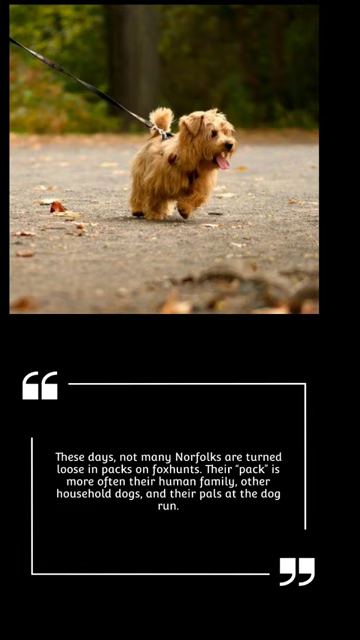 These days, not many Norfolks are turned
loose in packs on foxhunts. Their "pack" is
more often their human family, other
household dogs, and their pals at the dog
run.